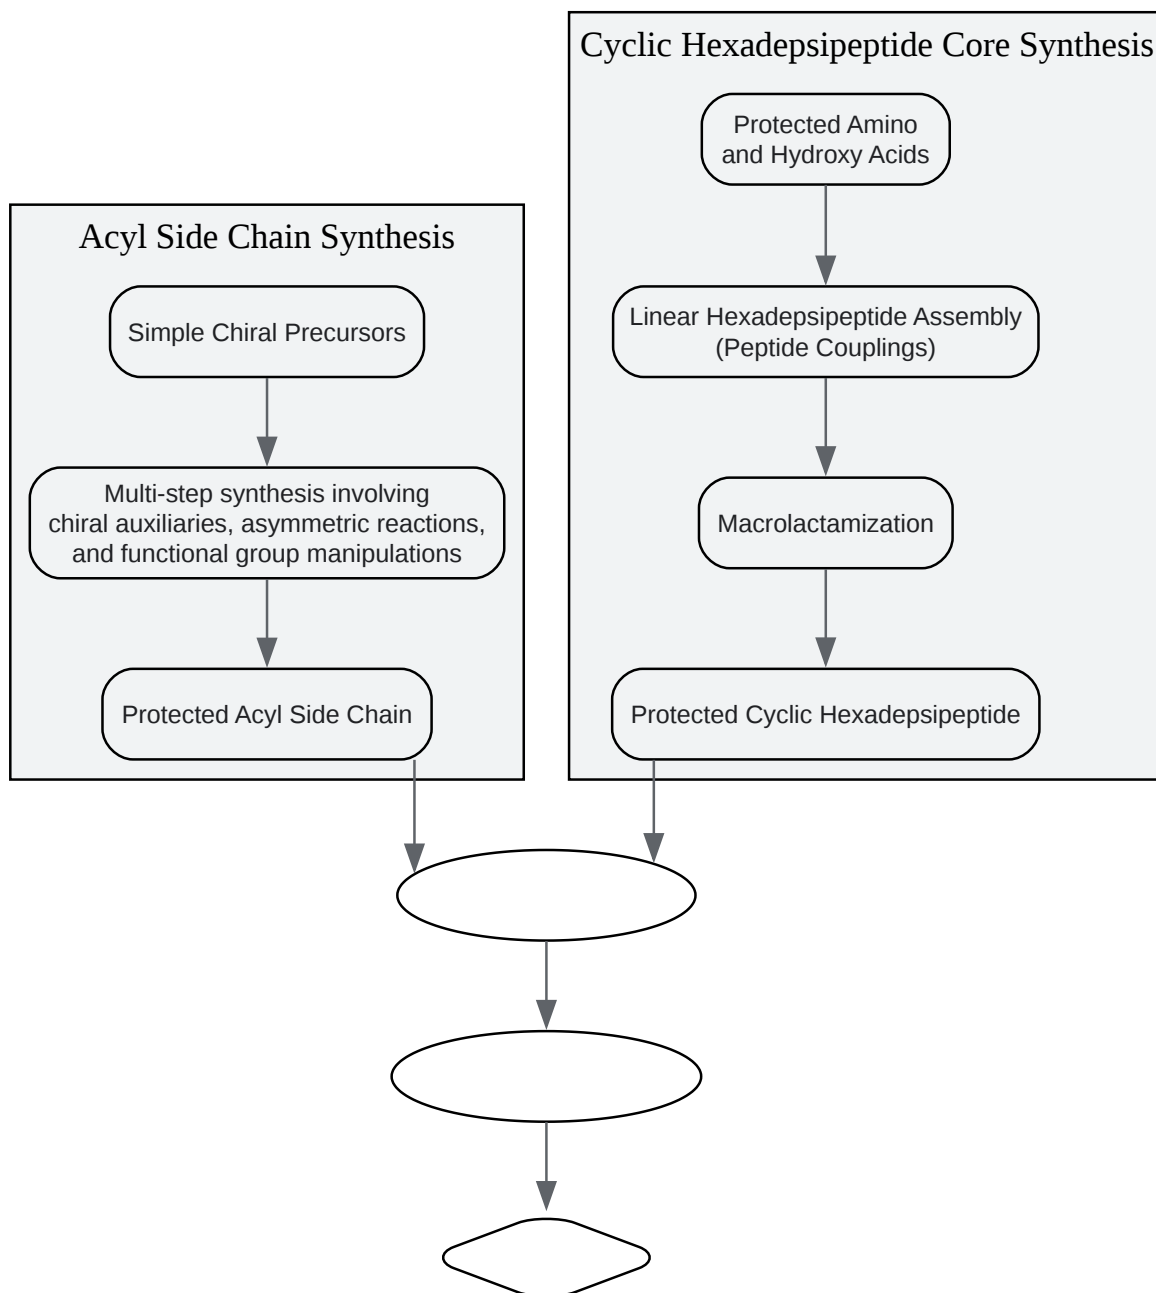 Acyl Side Chain Synthesis
Simple Chiral Precursors
Multi-step synthesis involving
chiral auxiliaries, asymmetric reactions,
and functional group manipulations
Protected Acyl Side Chain
Cyclic Hexadepsipeptide Core Synthesis
Protected Amino
and Hydroxy Acids
Linear Hexadepsipeptide Assembly
(Peptide Couplings)
Macrolactamization
Protected Cyclic Hexadepsipeptide